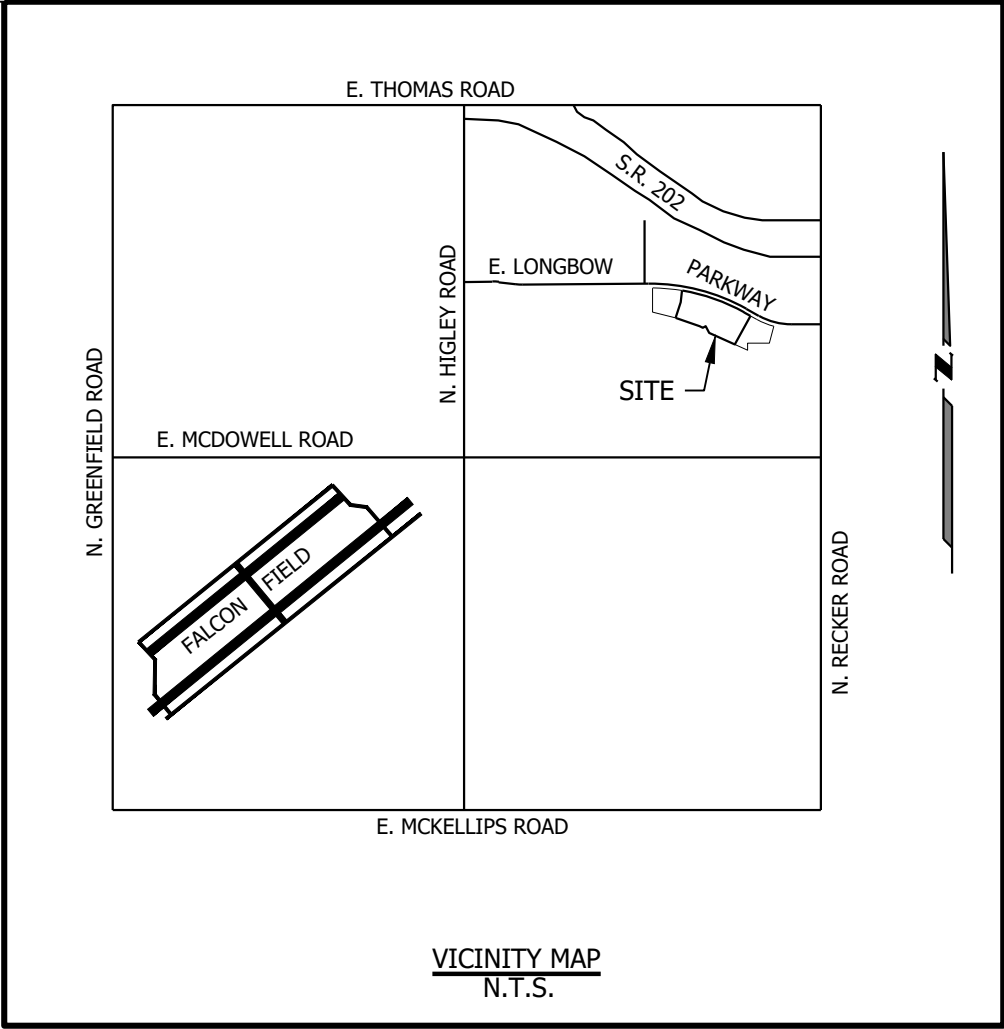 E. THOMAS ROAD
S.R. 202
E. LONGBOW
PARKWAY
N. HIGLEY ROAD
SITE
N. GREENFIELD ROAD
E. MCDOWELL ROAD
FALCON FIELD
N. RECKER ROAD
E. MCKELLIPS ROAD
N
VICINITY MAP
N.T.S.